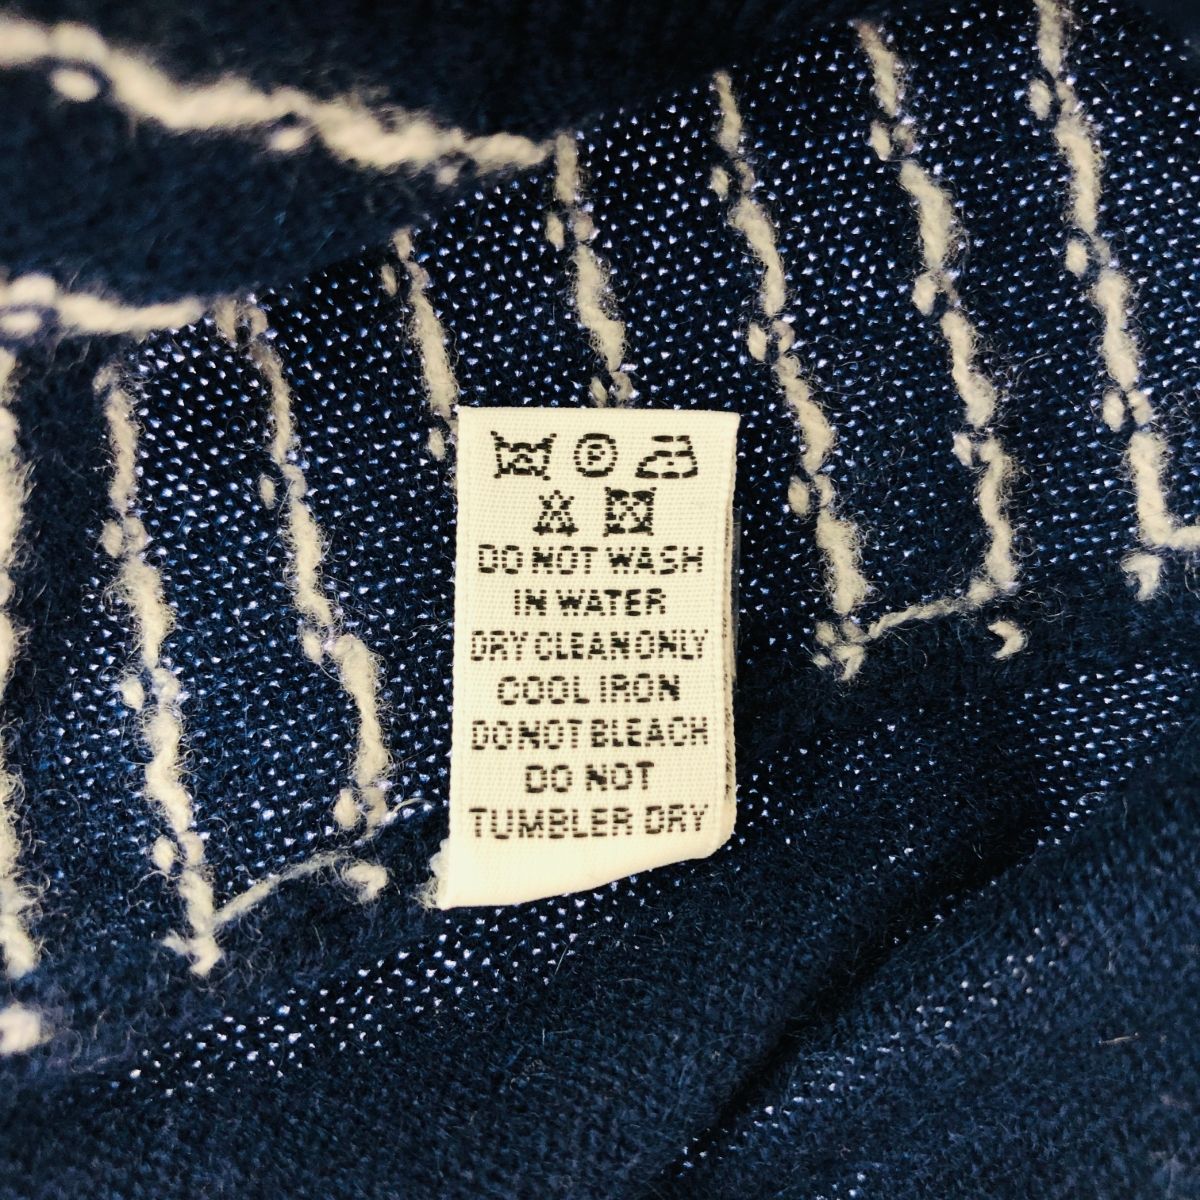 P
DO NOT WASH
IN WATER
DRY CLEAN ONLY
COOL IRON
DO NOT BLEACH
DO NOT
TUMBLER DRY